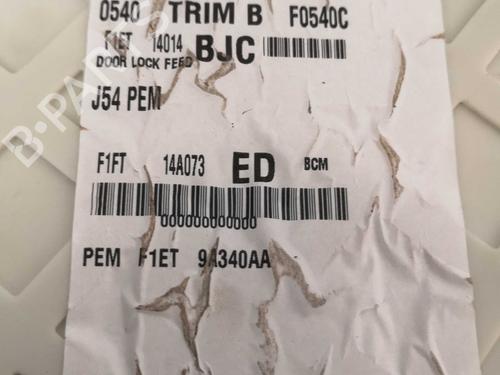 0540 TRIM B F0540C
F1ET 14014 BJC
DOOR LOCK FEED
J54 PEM
F1FT 14A073 ED BCM
000000000000
PEM F1ET 9A340AA
B-PARTS